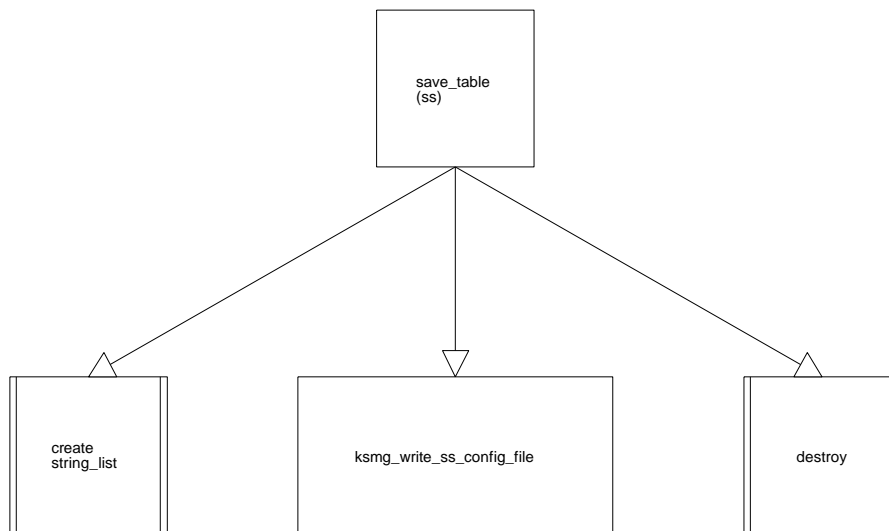 save_table
(ss)
create
string_list
ksmg_write_ss_config_file
destroy